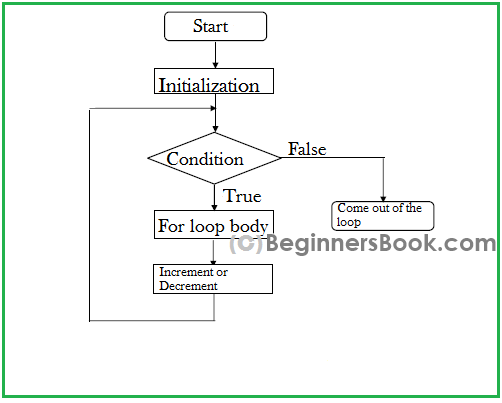 Start
Initialization
Condition
False
True
Come out of the
loop
For loop body
(C)BeginnersBook.com
Increment or
Decrement